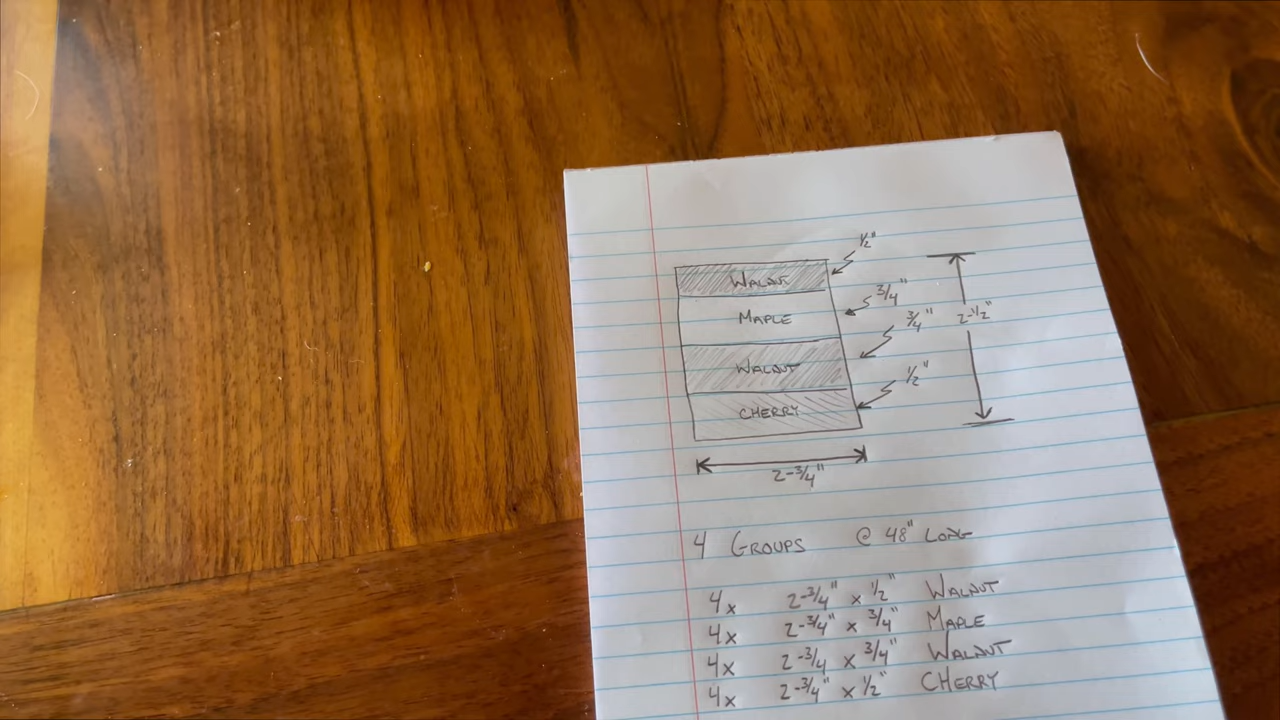 1/2"
WALNUT
3/4"
MAPLE
3/4"
2-1/2"
WALNUT
1/2"
CHERRY
2-3/4"
4 GROUPS @ 48" LONG
4x 2-3/4" x 1/2" WALNUT
4x 2-3/4" x 3/4" MAPLE
4x 2-3/4 x 3/4" WALNUT
4x 2-3/4" x 1/2" CHERRY